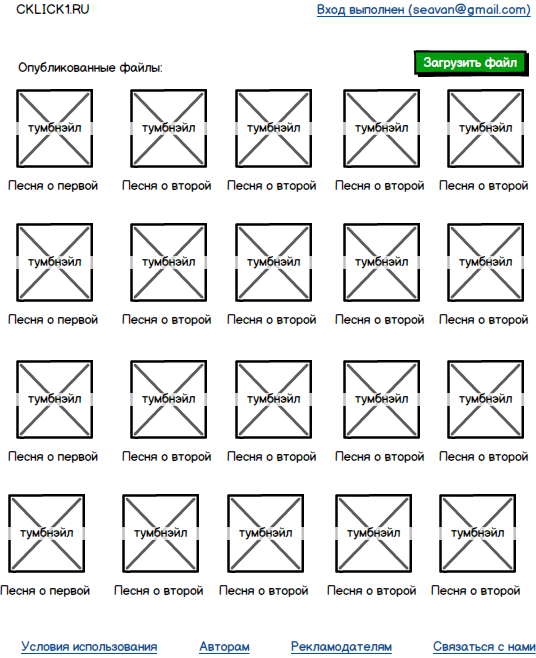 CKLICK1.RU Вход выполнен (seavan@gmail.com)
Опубликованные файлы: Загрузить файл
тумбнэйл тумбнэйл тумбнэйл тумбнэйл тумбнэйл
Песня о первой Песня о второй Песня о второй Песня о второй Песня о второй
тумбнэйл тумбнэйл тумбнэйл тумбнэйл тумбнэйл
Песня о первой Песня о второй Песня о второй Песня о второй Песня о второй
тумбнэйл тумбнэйл тумбнэйл тумбнэйл тумбнэйл
Песня о первой Песня о второй Песня о второй Песня о второй Песня о второй
тумбнэйл тумбнэйл тумбнэйл тумбнэйл тумбнэйл
Песня о первой Песня о второй Песня о второй Песня о второй Песня о второй
Условия использования Авторам Рекламодателям Связаться с нами